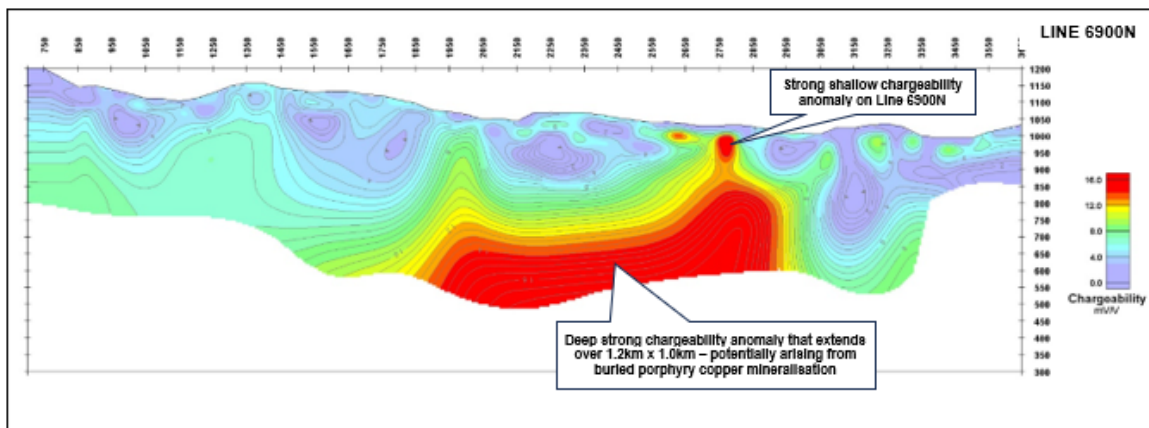 LINE 6900N
750 850 950 1050 1150 1250 1350 1450 1550 1650 1750 1850 1950 2050 2150 2250 2350 2450 2550 2650 2750 2850 2950 3050 3150 3250 3350 3450 3550
1200
1150
1100
1050
1000
950
900
850
800
750
700
650
600
550
500
450
400
350
300
Strong shallow chargeability
anomaly on Line 6900N
16.0
12.0
8.0
4.0
0.0
Chargeability
mV/V
Deep strong chargeability anomaly that extends
over 1.2km x 1.0km – potentially arising from
buried porphyry copper mineralisation